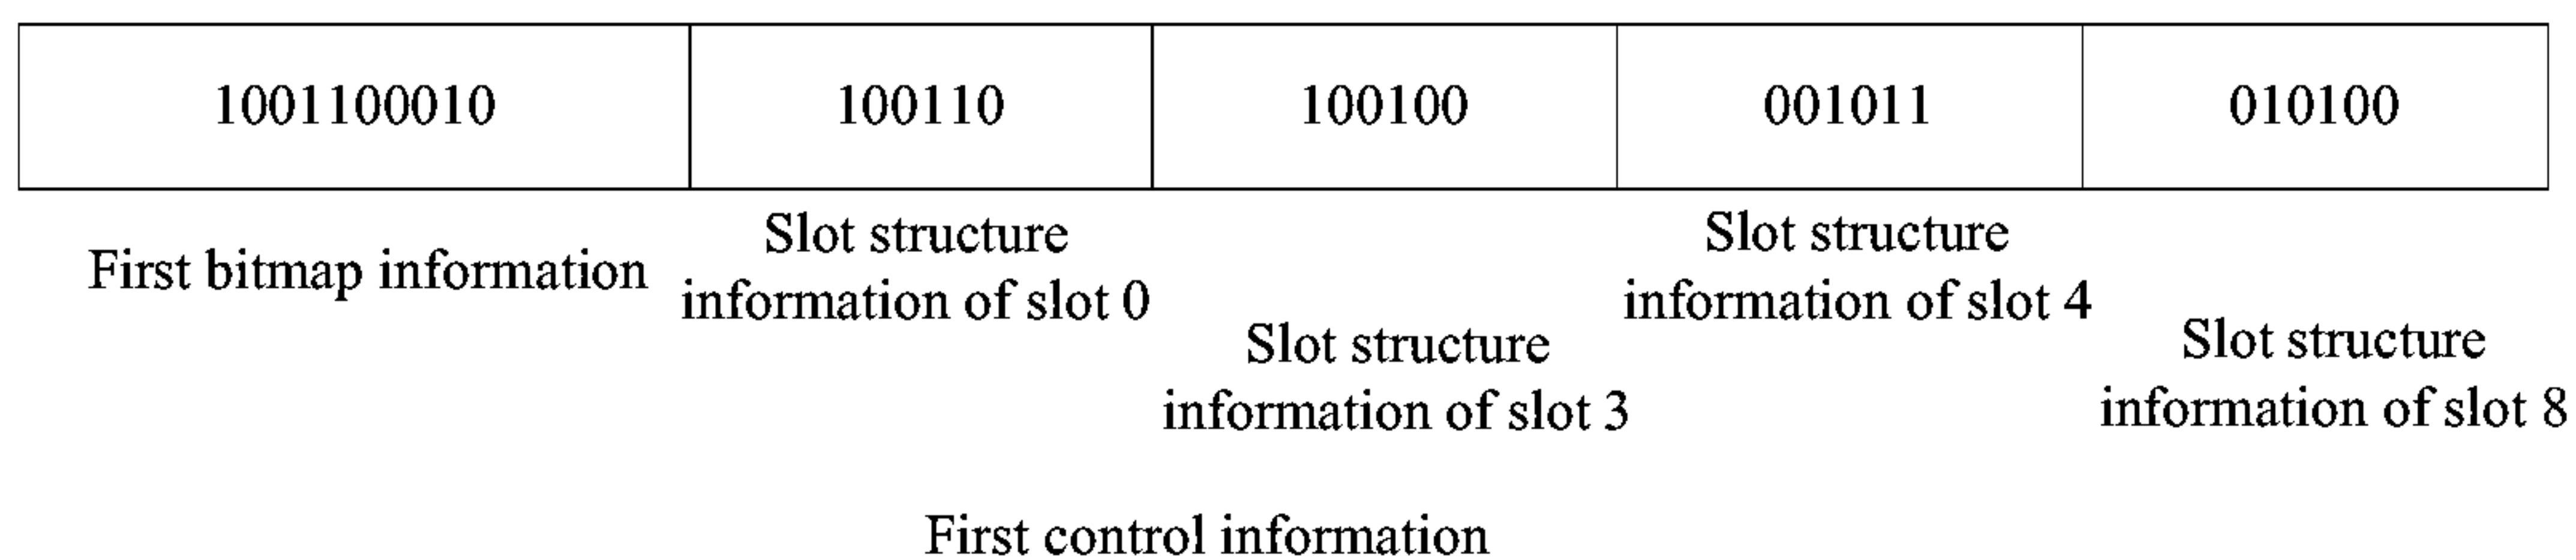 1001100010
100110
100100
001011
010100
First bitmap information
Slot structure
information of slot 0
Slot structure
information of slot 3
Slot structure
information of slot 4
Slot structure
information of slot 8
First control information